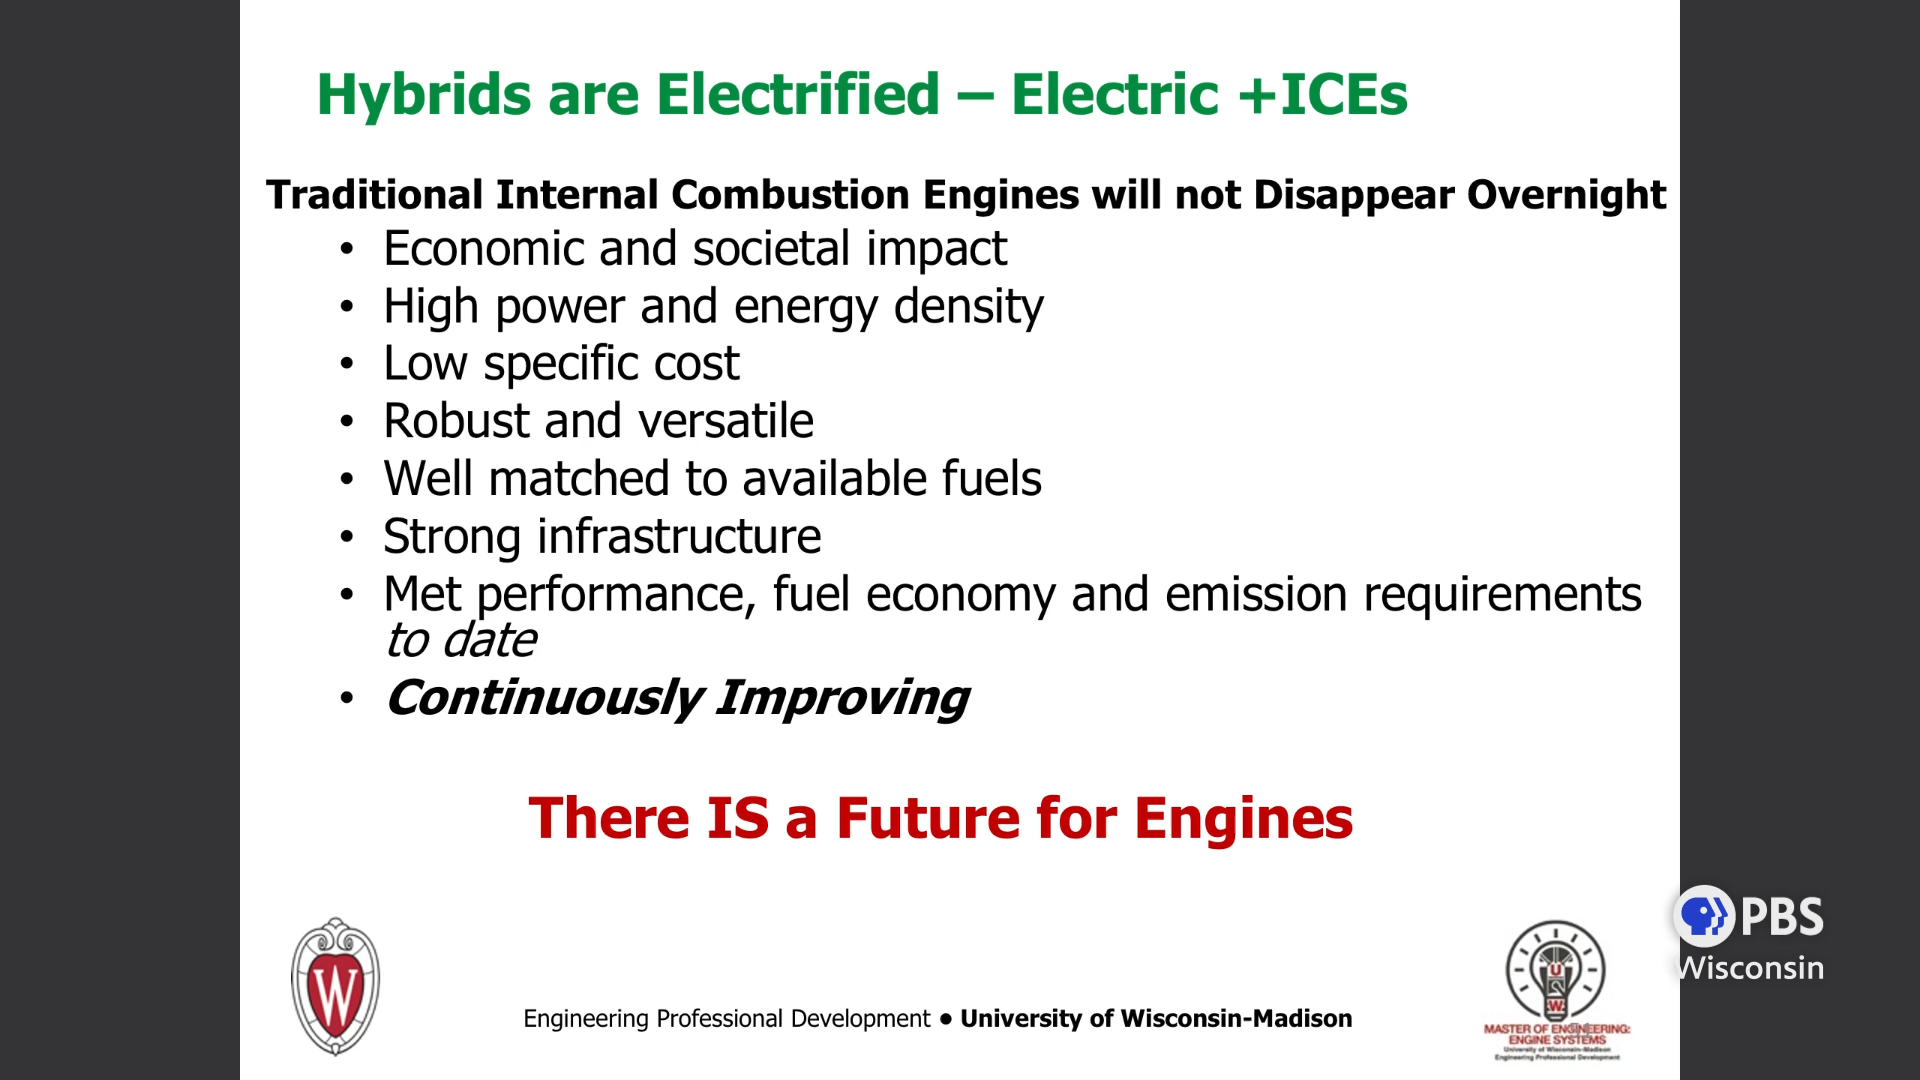 Hybrids are Electrified – Electric +ICEs
Traditional Internal Combustion Engines will not Disappear Overnight
• Economic and societal impact
• High power and energy density
• Low specific cost
• Robust and versatile
• Well matched to available fuels
• Strong infrastructure
• Met performance, fuel economy and emission requirements
to date
• Continuously Improving
There IS a Future for Engines
PBS
Wisconsin
W
Engineering Professional Development • University of Wisconsin-Madison
U
W
MASTER OF ENGINEERING:
ENGINE SYSTEMS
University of Wisconsin-Madison
Engineering Professional Development